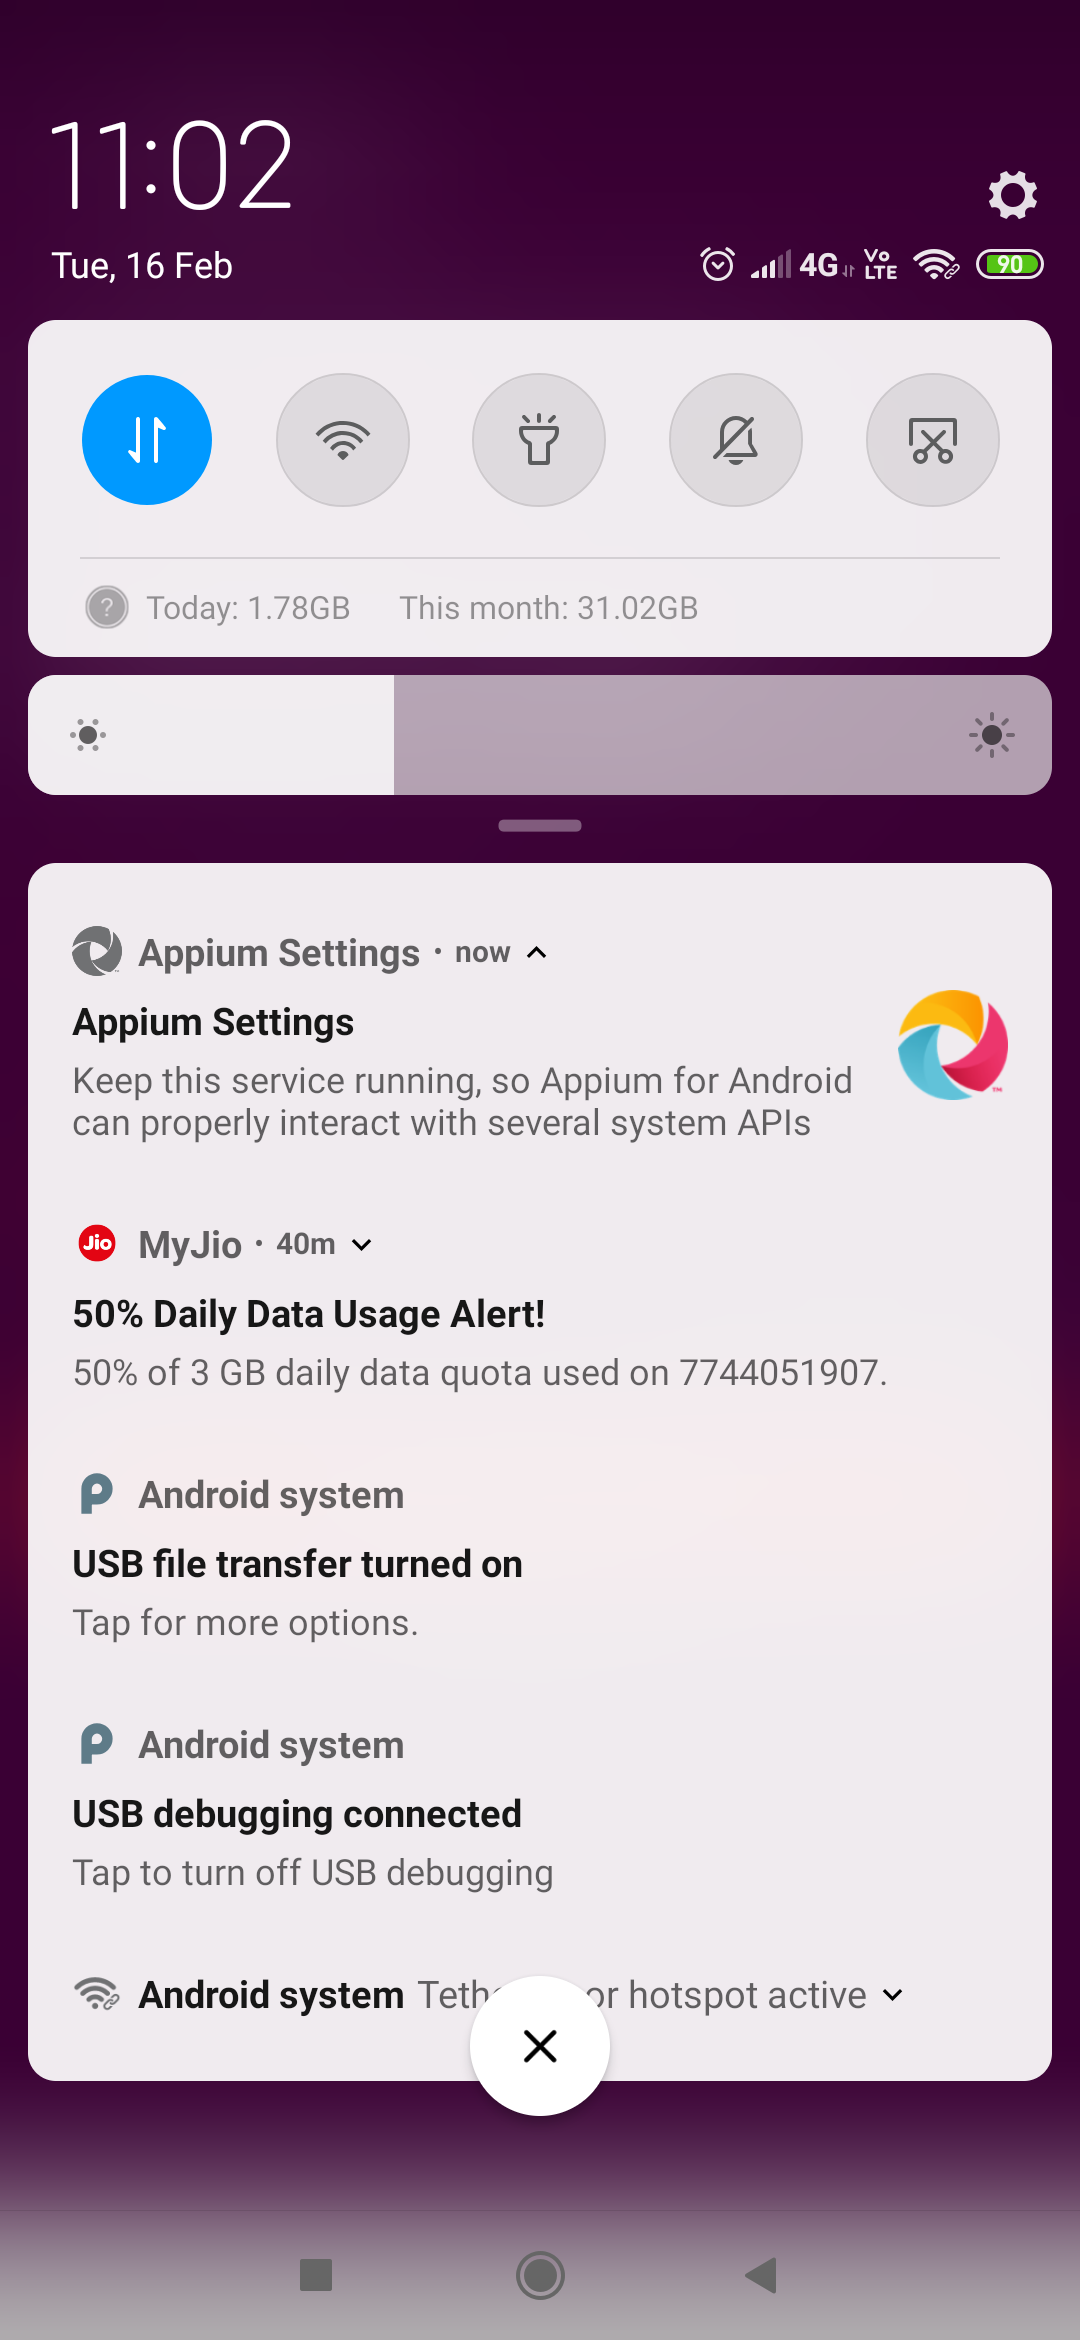 11:02
Tue, 16 Feb
4G Vo LTE 90
Today: 1.78GB This month: 31.02GB
Appium Settings · now
Appium Settings
Keep this service running, so Appium for Android
can properly interact with several system APIs
Jio MyJio · 40m
50% Daily Data Usage Alert!
50% of 3 GB daily data quota used on 7744051907.
Android system
USB file transfer turned on
Tap for more options.
Android system
USB debugging connected
Tap to turn off USB debugging
Android system or hotspot active